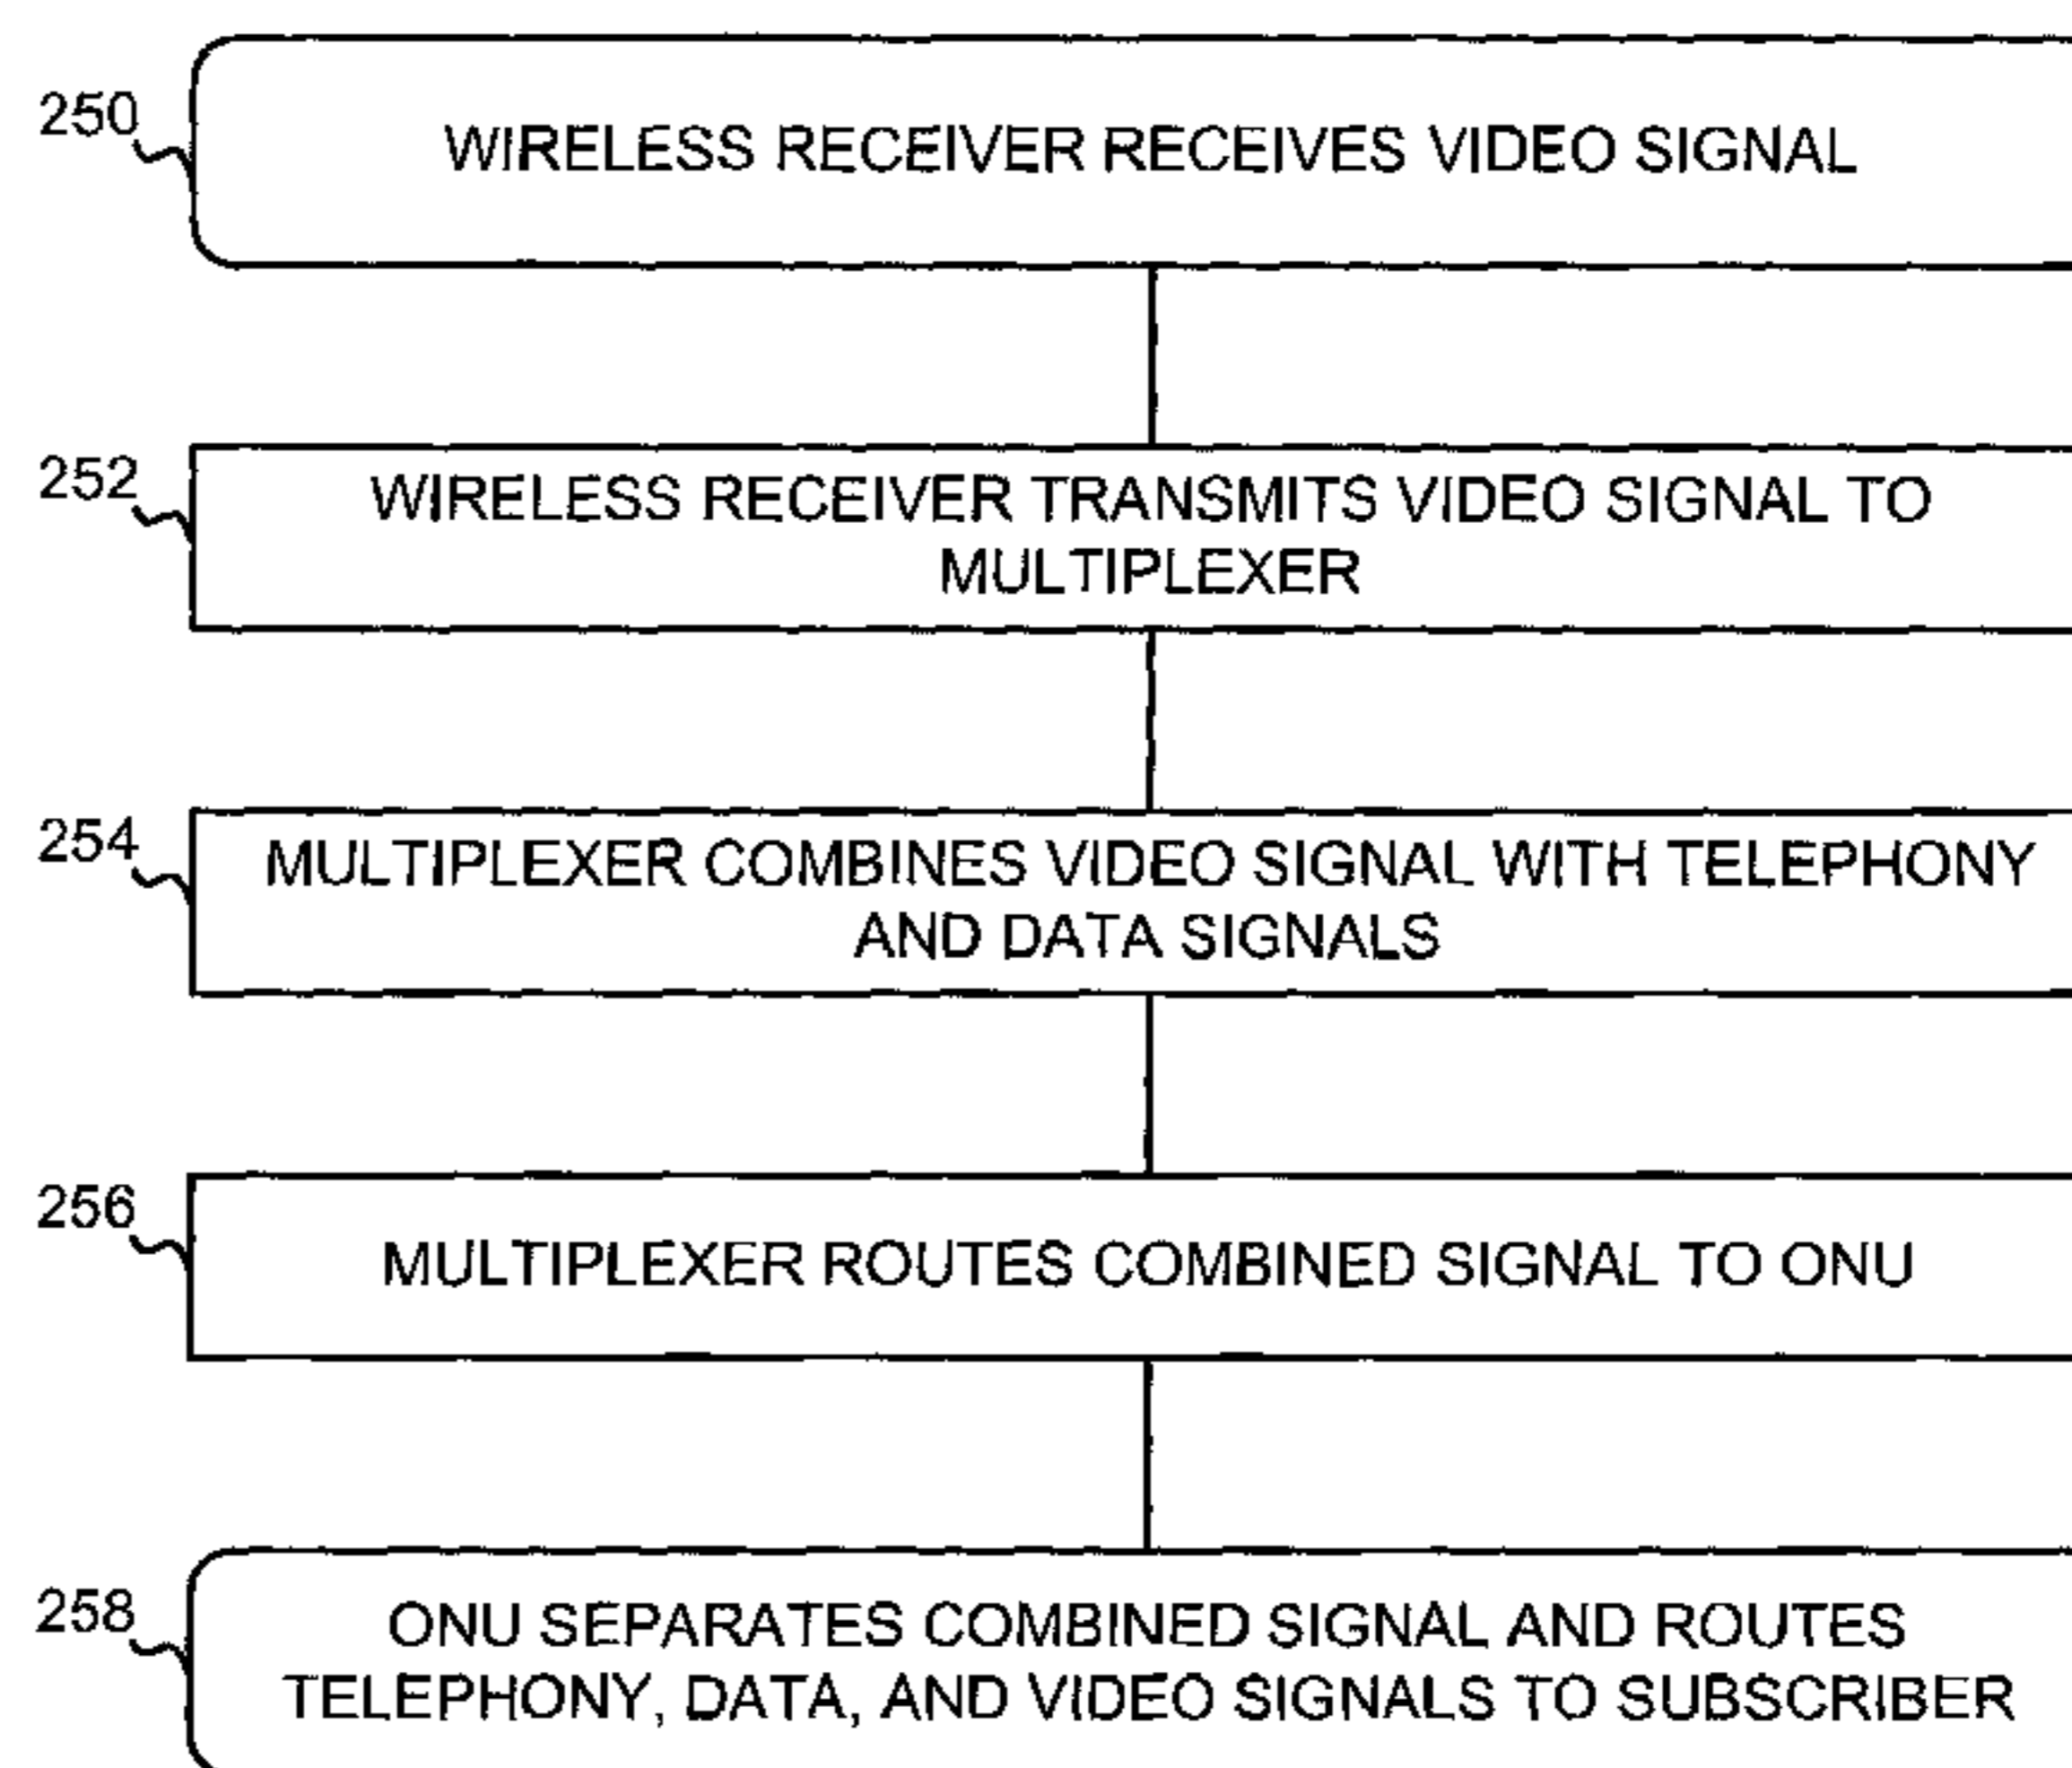 250
WIRELESS RECEIVER RECEIVES VIDEO SIGNAL
252
WIRELESS RECEIVER TRANSMITS VIDEO SIGNAL TO
MULTIPLEXER
254
MULTIPLEXER COMBINES VIDEO SIGNAL WITH TELEPHONY
AND DATA SIGNALS
256
MULTIPLEXER ROUTES COMBINED SIGNAL TO ONU
258
ONU SEPARATES COMBINED SIGNAL AND ROUTES
TELEPHONY, DATA, AND VIDEO SIGNALS TO SUBSCRIBER